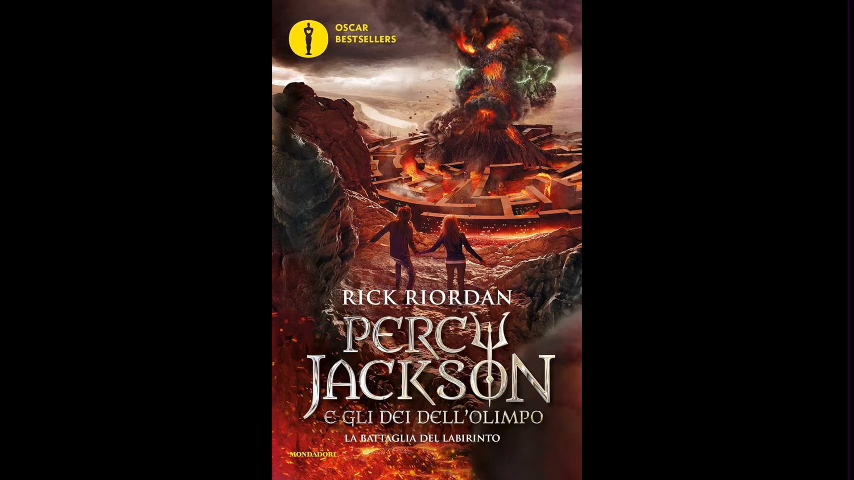 OSCAR
BESTSELLERS
RICK RIORDAN
PERCY
JACKSON
E GLI DEI DELL'OLIMPO
LA BATTAGLIA DEL LABIRINTO
MONDADORI